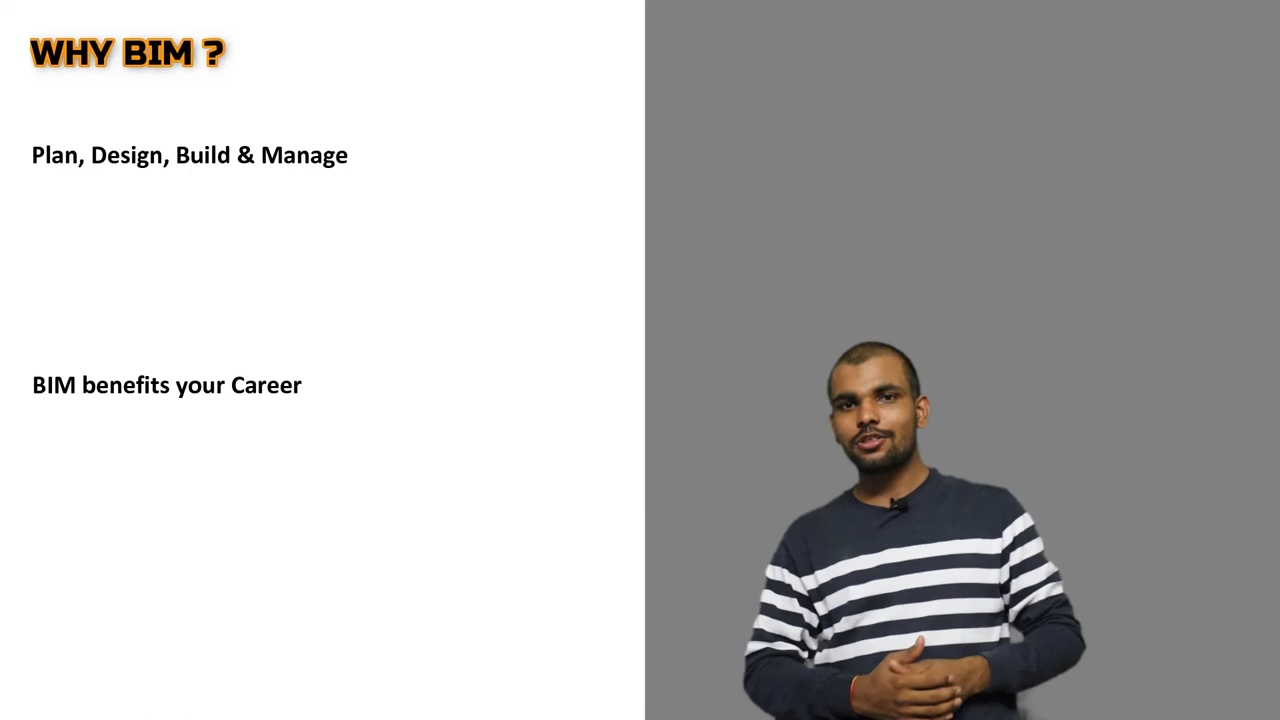 WHY BIM ?
Plan, Design, Build & Manage
BIM benefits your Career